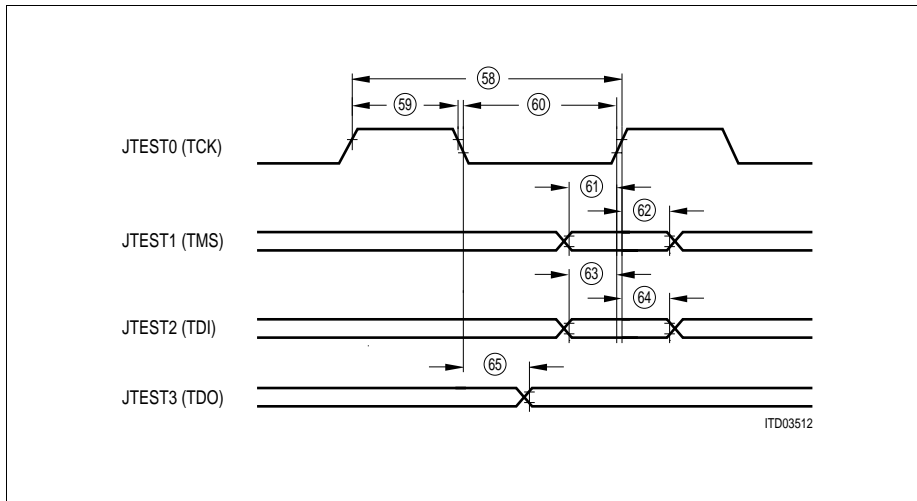 58
59
60
JTEST0 (TCK)
61
62
JTEST1 (TMS)
63
64
JTEST2 (TDI)
65
JTEST3 (TDO)
ITD03512